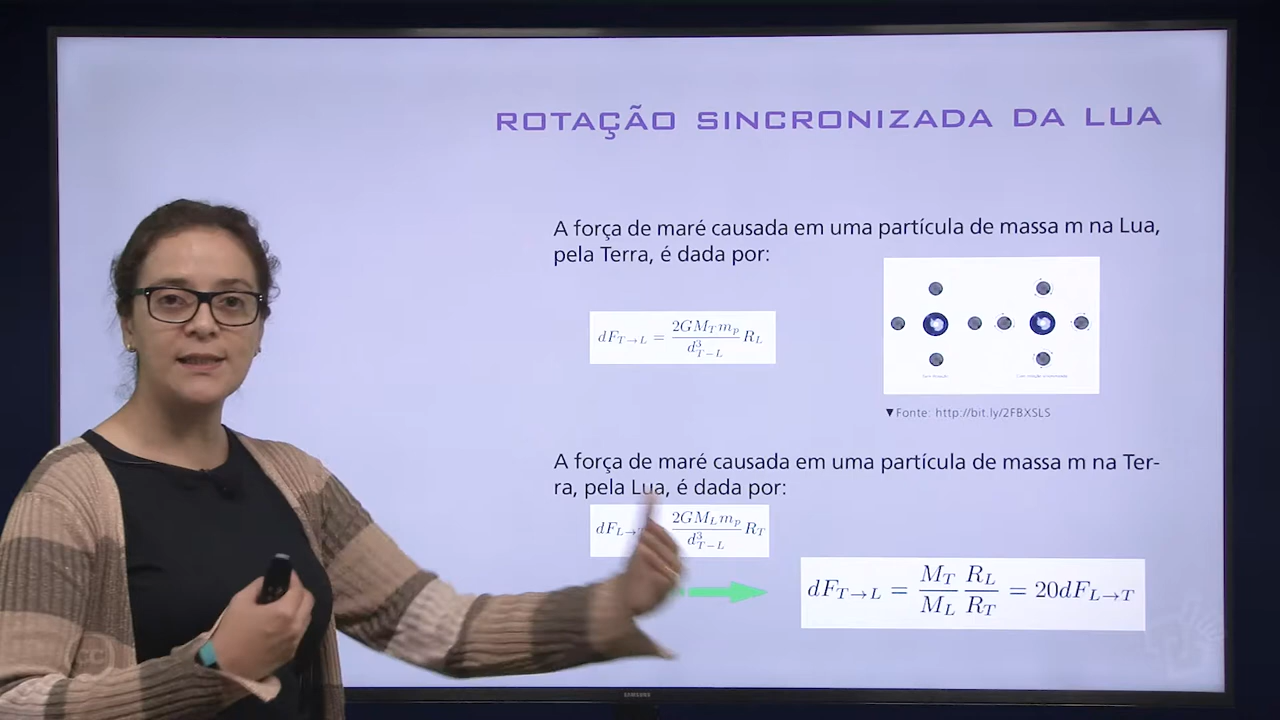 ROTAÇÃO SINCRONIZADA DA LUA
A força de maré causada em uma partícula de massa m na Lua,
pela Terra, é dada por:
dF_{T→L} = \frac{2GM_T m_p}{d^3_{T-L}} R_L
▼Fonte: http://bit.ly/2FBXSLS
A força de maré causada em uma partícula de massa m na Ter-
ra, pela Lua, é dada por:
dF_{L→ \frac{2GM_L m_p}{d^3_{T-L}} R_T
dF_{T→L} = \frac{M_T}{M_L} \frac{R_L}{R_T} = 20dF_{L→T}
SAMSUNG
cc